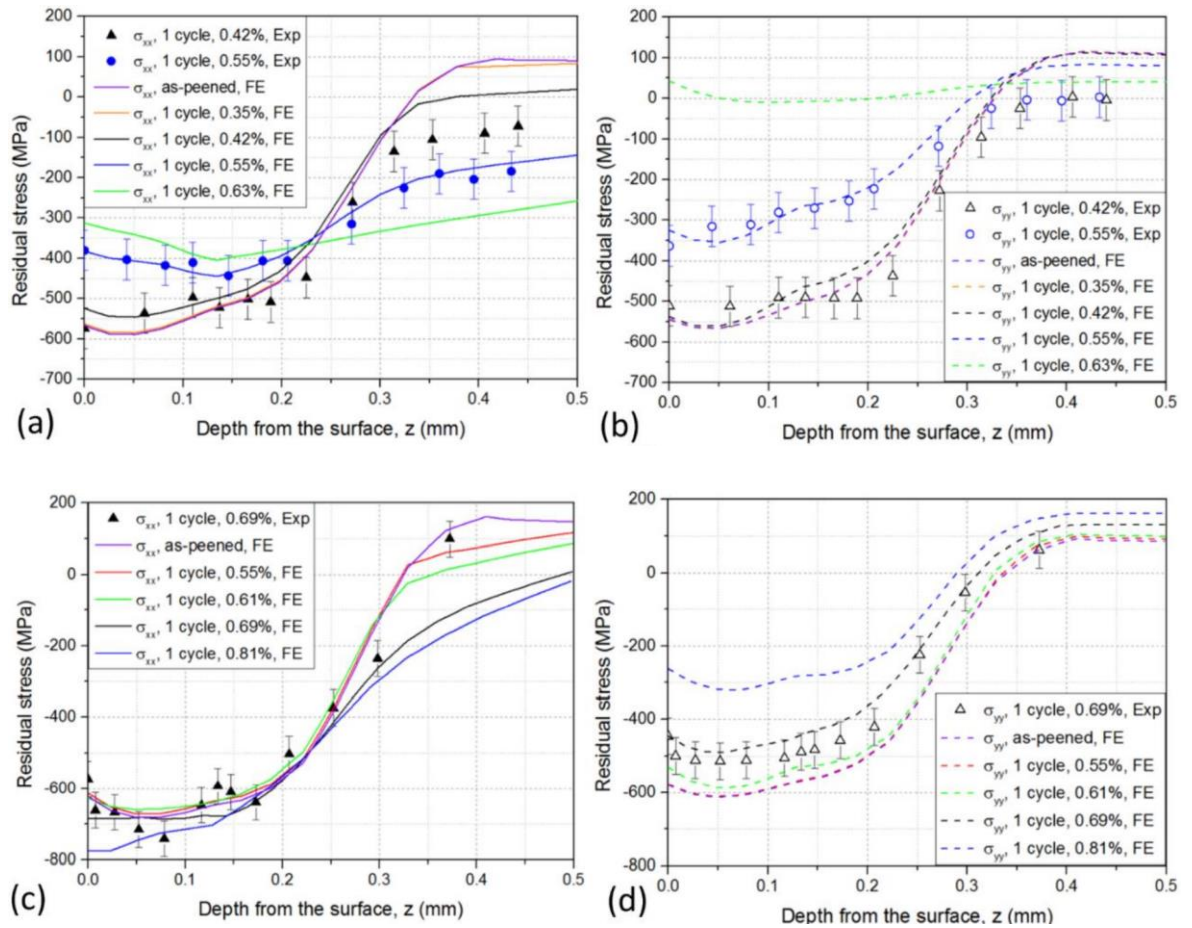 200
100
0
-100
-200
-300
-400
-500
-600
-700
Residual stress (MPa)
σxx, 1 cycle, 0.42%, Exp
σxx, 1 cycle, 0.55%, Exp
σxx, as-peened, FE
σxx, 1 cycle, 0.35%, FE
σxx, 1 cycle, 0.42%, FE
σxx, 1 cycle, 0.55%, FE
σxx, 1 cycle, 0.63%, FE
0.0 0.1 0.2 0.3 0.4 0.5
Depth from the surface, z (mm)
(a)
200
100
0
-100
-200
-300
-400
-500
-600
-700
Residual stress (MPa)
σyy, 1 cycle, 0.42%, Exp
σyy, 1 cycle, 0.55%, Exp
σyy, as-peened, FE
σyy, 1 cycle, 0.35%, FE
σyy, 1 cycle, 0.42%, FE
σyy, 1 cycle, 0.55%, FE
σyy, 1 cycle, 0.63%, FE
0.0 0.1 0.2 0.3 0.4 0.5
Depth from the surface, z (mm)
(b)
200
0
-200
-400
-600
-800
Residual stress (MPa)
σxx, 1 cycle, 0.69%, Exp
σxx, as-peened, FE
σxx, 1 cycle, 0.55%, FE
σxx, 1 cycle, 0.61%, FE
σxx, 1 cycle, 0.69%, FE
σxx, 1 cycle, 0.81%, FE
0.0 0.1 0.2 0.3 0.4 0.5
Depth from the surface, z (mm)
(c)
200
0
-200
-400
-600
-800
Residual stress (MPa)
σyy, 1 cycle, 0.69%, Exp
σyy, as-peened, FE
σyy, 1 cycle, 0.55%, FE
σyy, 1 cycle, 0.61%, FE
σyy, 1 cycle, 0.69%, FE
σyy, 1 cycle, 0.81%, FE
0.0 0.1 0.2 0.3 0.4 0.5
Depth from the surface, z (mm)
(d)